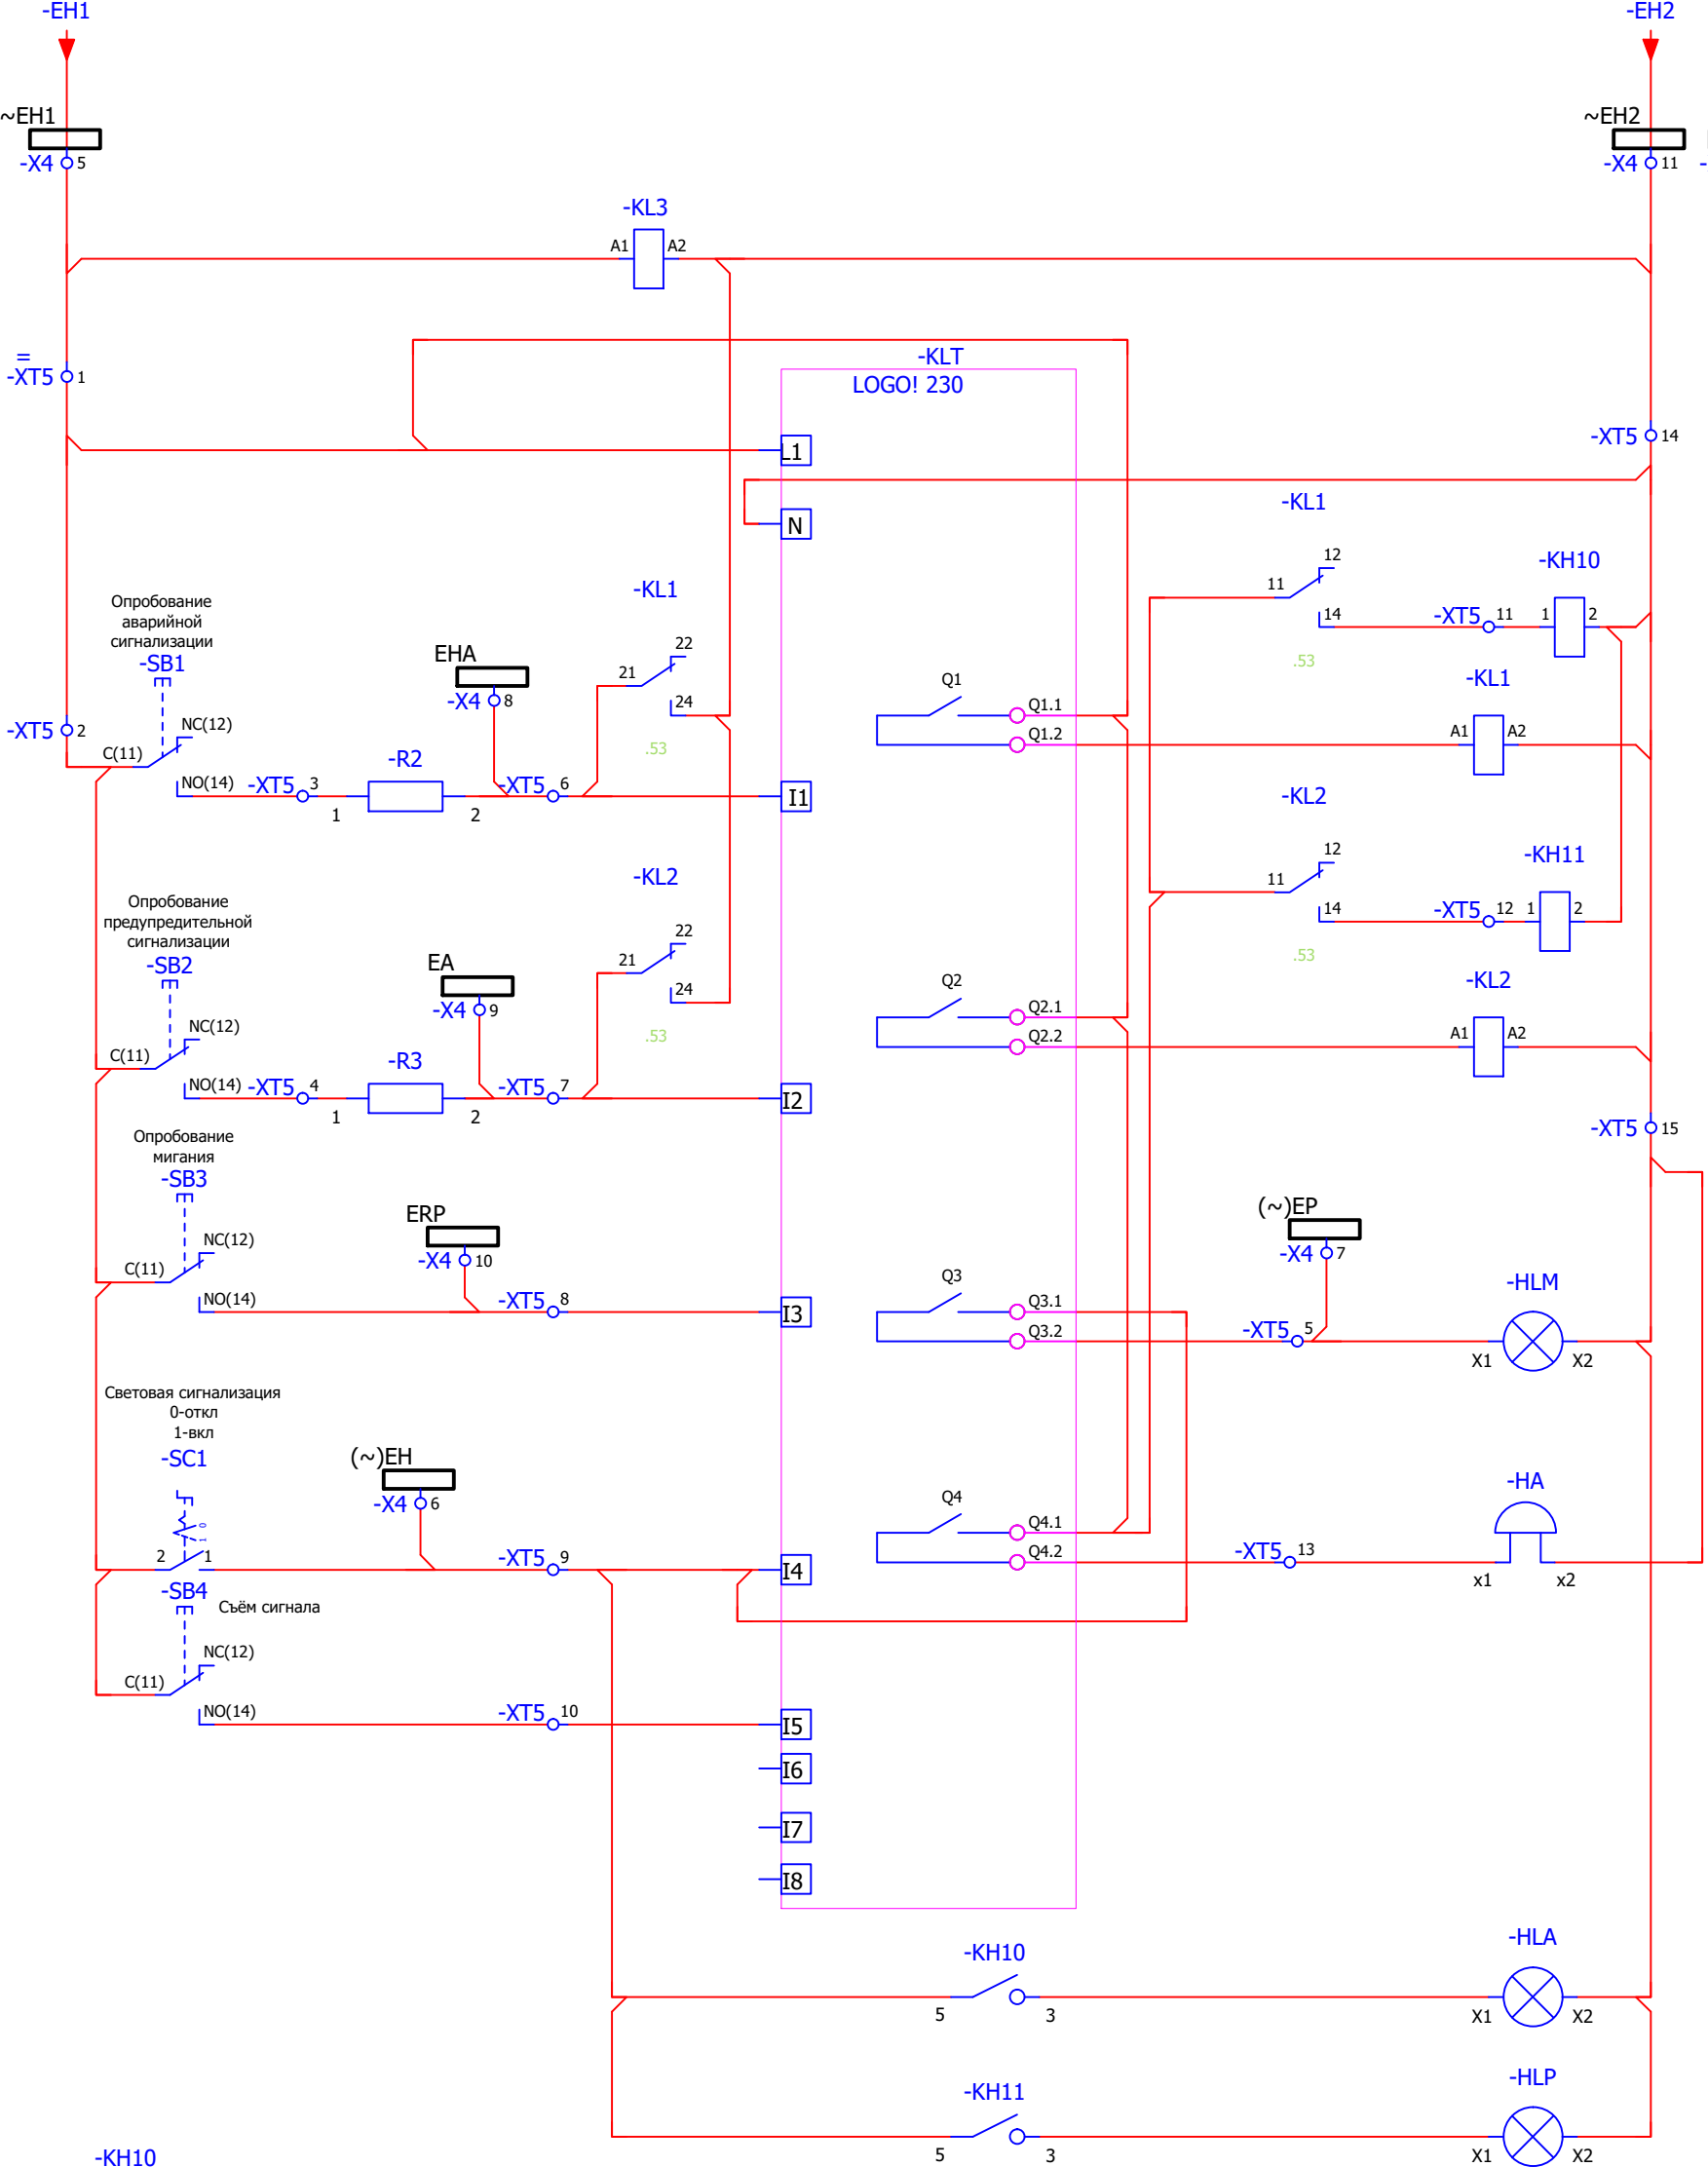 -EH1
-EH2
~EH1
~EH2
-X4 5
-X4 11
-KL3
A1 A2
=
-XT5 1
-KLT
LOGO! 230
L1
-XT5 14
N
-KL1
12
11
14
.53
-KH10
-XT5 11 1 2
Опробование
аварийной
сигнализации
-SB1
-XT5 2
NC(12)
C(11)
NO(14)
-XT5 3
-R2
1 2
EHA
-X4 8
-XT5 6
-KL1
22
21
24
.53
I1
Q1
Q1.1
Q1.2
-KL1
A1 A2
-KL2
12
11
14
.53
-KH11
-XT5 12 1 2
Опробование
предупредительной
сигнализации
-SB2
NC(12)
C(11)
NO(14)
-XT5 4
-R3
1 2
EA
-X4 9
-XT5 7
-KL2
22
21
24
.53
I2
Q2
Q2.1
Q2.2
-KL2
A1 A2
-XT5 15
Опробование
мигания
-SB3
NC(12)
C(11)
NO(14)
ERP
-X4 10
-XT5 8
I3
Q3
Q3.1
Q3.2
(~)EP
-X4 7
-XT5 5
-HLM
X1 X2
Световая сигнализация
0-откл
1-вкл
-SC1
1 0
2 1
(~)EH
-X4 6
-XT5 9
I4
Q4
Q4.1
Q4.2
-XT5 13
-HA
x1 x2
-SB4
Съём сигнала
NC(12)
C(11)
NO(14)
-XT5 10
I5
I6
I7
I8
-KH10
5 3
-HLA
X1 X2
-KH11
5 3
-HLP
X1 X2
-KH10